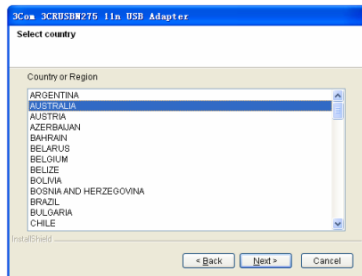 3Com 3CRUSBN275 11n USB Adapter
Select country
Country or Region
ARGENTINA
AUSTRALIA
AUSTRIA
AZERBAIJAN
BAHRAIN
BELARUS
BELGIUM
BELIZE
BOLIVIA
BOSNIA AND HERZEGOVINA
BRAZIL
BULGARIA
CHILE
InstallShield
< Back Next > Cancel